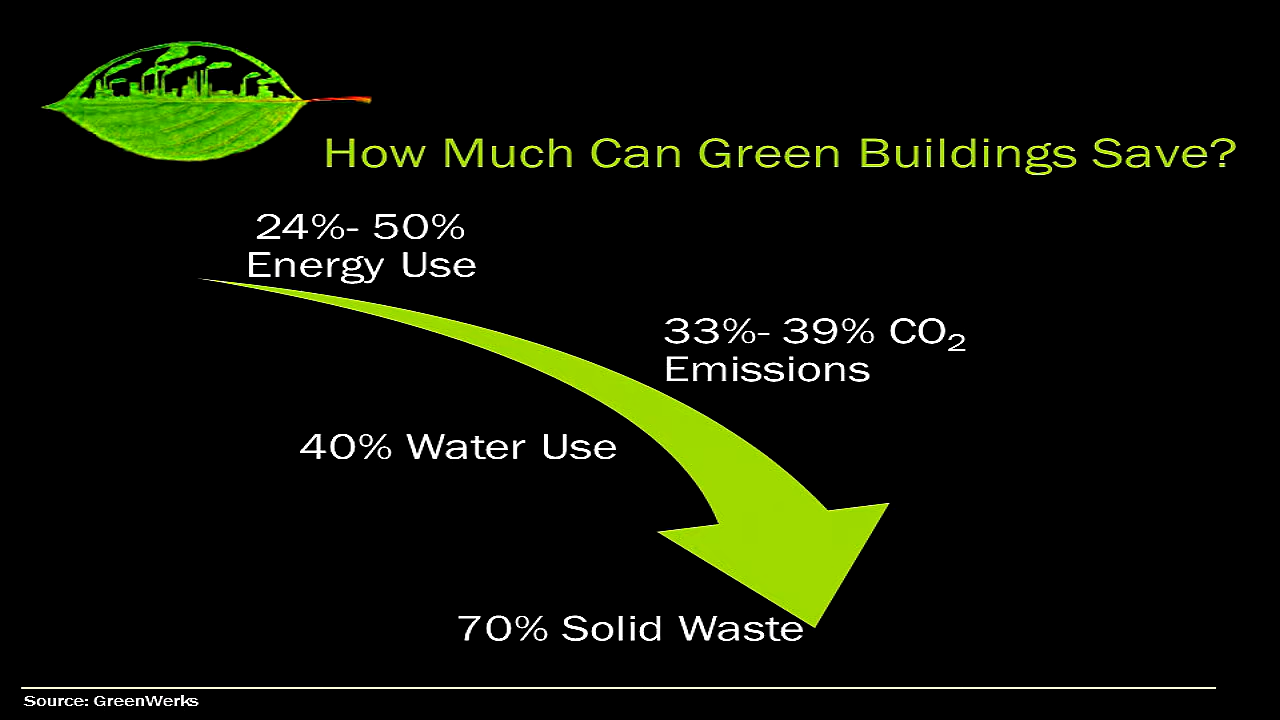 How Much Can Green Buildings Save?
24%- 50%
Energy Use
33%- 39% CO₂
Emissions
40% Water Use
70% Solid Waste
Source: GreenWerks